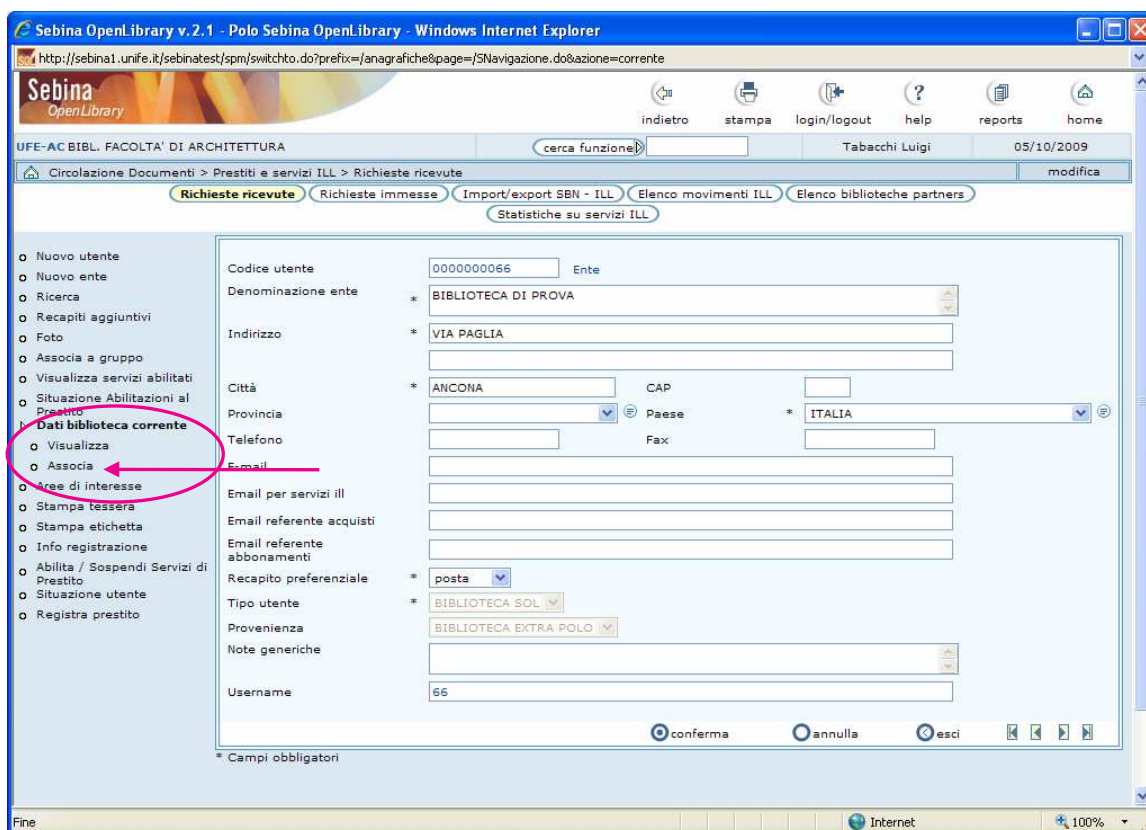 Sebina OpenLibrary v.2.1 - Polo Sebina OpenLibrary - Windows Internet Explorer
http://sebina1.unife.it/sebinatest/spm/switchto.do?prefix=/anagrafiche&page=/SNavigazione.do&azione=corrente
Sebina
OpenLibrary
indietro stampa login/logout help reports home
UFE-AC BIBL. FACOLTA' DI ARCHITETTURA cerca funzione Tabacchi Luigi 05/10/2009
Circolazione Documenti > Prestiti e servizi ILL > Richieste ricevute modifica
Richieste ricevute Richieste immesse Import/export SBN - ILL Elenco movimenti ILL Elenco biblioteche partners
Statistiche su servizi ILL
Nuovo utente
Nuovo ente
Ricerca
Recapiti aggiuntivi
Foto
Associa a gruppo
Visualizza servizi abilitati
Situazione Abilitazioni al
Prestito
Dati biblioteca corrente
Visualizza
Associa
Aree di interesse
Stampa tessera
Stampa etichetta
Info registrazione
Abilita / Sospendi Servizi di
Prestito
Situazione utente
Registra prestito
Codice utente 0000000066 Ente
Denominazione ente * BIBLIOTECA DI PROVA
Indirizzo * VIA PAGLIA
Città * ANCONA CAP
Provincia Paese * ITALIA
Telefono Fax
E-mail
Email per servizi ill
Email referente acquisti
Email referente
abbonamenti
Recapito preferenziale * posta
Tipo utente * BIBLIOTECA SOL
Provenienza BIBLIOTECA EXTRA POLO
Note generiche
Username 66
conferma annulla esci
* Campi obbligatori
Fine Internet 100%